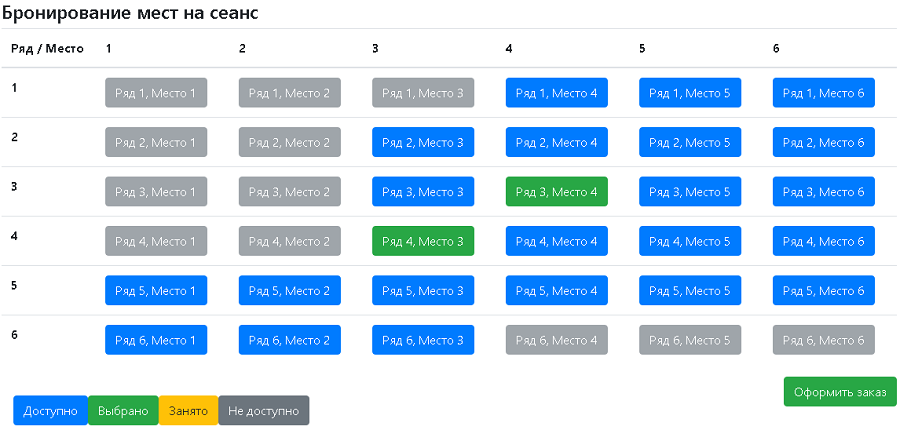 Бронирование мест на сеанс
Ряд / Место 1 2 3 4 5 6
1 Ряд 1, Место 1 Ряд 1, Место 2 Ряд 1, Место 3 Ряд 1, Место 4 Ряд 1, Место 5 Ряд 1, Место 6
2 Ряд 2, Место 1 Ряд 2, Место 2 Ряд 2, Место 3 Ряд 2, Место 4 Ряд 2, Место 5 Ряд 2, Место 6
3 Ряд 3, Место 1 Ряд 3, Место 2 Ряд 3, Место 3 Ряд 3, Место 4 Ряд 3, Место 5 Ряд 3, Место 6
4 Ряд 4, Место 1 Ряд 4, Место 2 Ряд 4, Место 3 Ряд 4, Место 4 Ряд 4, Место 5 Ряд 4, Место 6
5 Ряд 5, Место 1 Ряд 5, Место 2 Ряд 5, Место 3 Ряд 5, Место 4 Ряд 5, Место 5 Ряд 5, Место 6
6 Ряд 6, Место 1 Ряд 6, Место 2 Ряд 6, Место 3 Ряд 6, Место 4 Ряд 6, Место 5 Ряд 6, Место 6
Оформить заказ
Доступно Выбрано Занято Не доступно